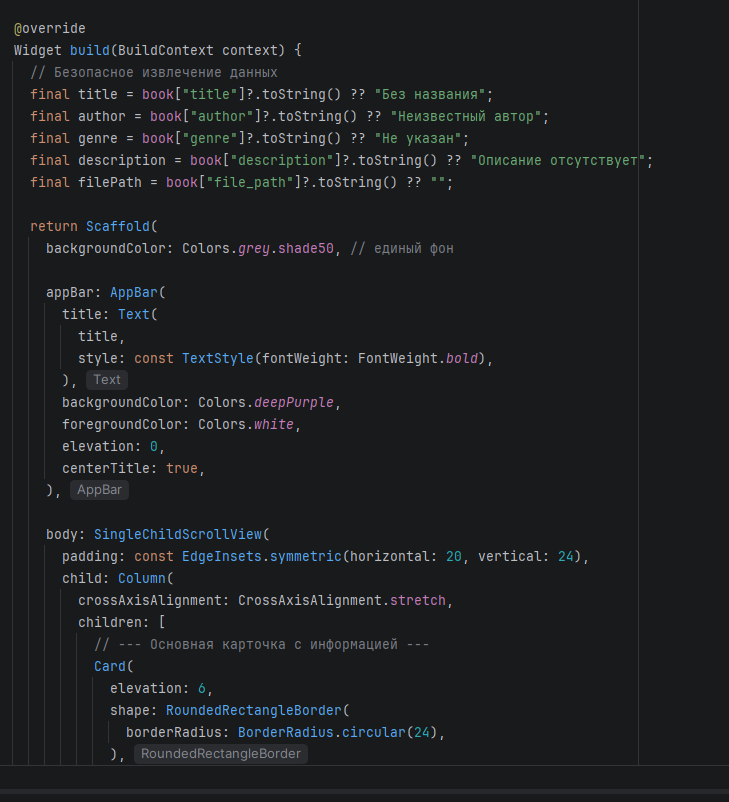 @override
Widget build(BuildContext context) {
// Безопасное извлечение данных
final title = book["title"]?.toString() ?? "Без названия";
final author = book["author"]?.toString() ?? "Неизвестный автор";
final genre = book["genre"]?.toString() ?? "Не указан";
final description = book["description"]?.toString() ?? "Описание отсутствует";
final filePath = book["file_path"]?.toString() ?? "";
return Scaffold(
backgroundColor: Colors.grey.shade50, // единый фон
appBar: AppBar(
title: Text(
title,
style: const TextStyle(fontWeight: FontWeight.bold),
), Text
backgroundColor: Colors.deepPurple,
foregroundColor: Colors.white,
elevation: 0,
centerTitle: true,
), AppBar
body: SingleChildScrollView(
padding: const EdgeInsets.symmetric(horizontal: 20, vertical: 24),
child: Column(
crossAxisAlignment: CrossAxisAlignment.stretch,
children: [
// --- Основная карточка с информацией ---
Card(
elevation: 6,
shape: RoundedRectangleBorder(
borderRadius: BorderRadius.circular(24),
), RoundedRectangleBorder